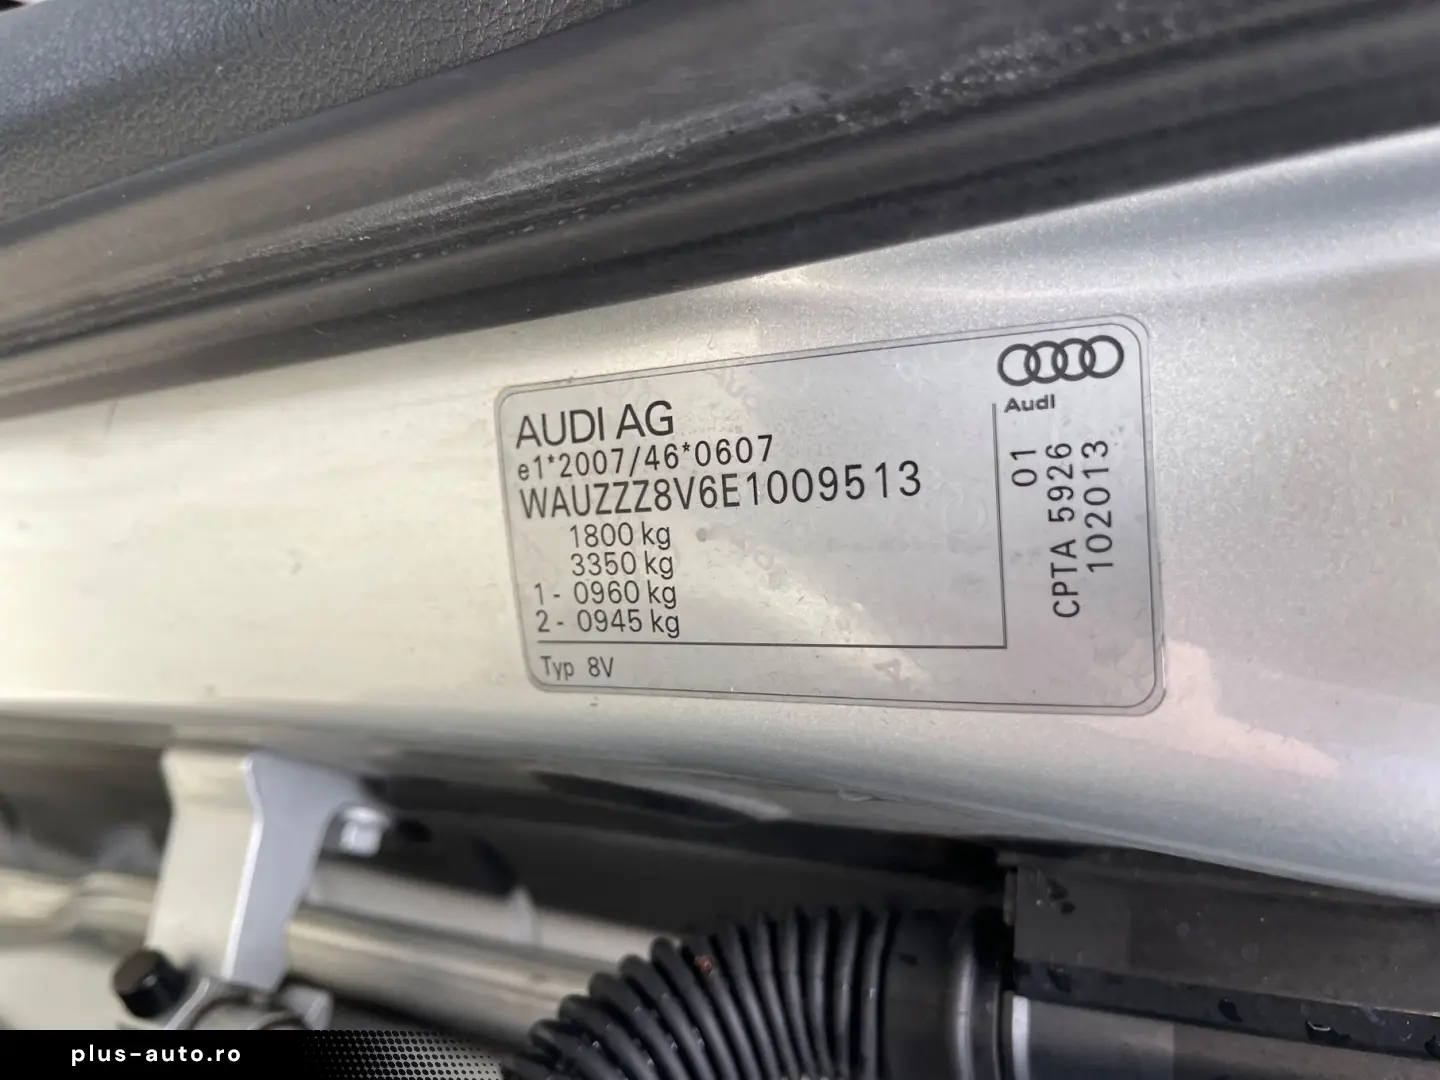 AUDI AG
e1*2007/46*0607
WAUZZZ8V6E1009513
1800 kg
3350 kg
1 - 0960 kg
2 - 0945 kg
Typ 8V
Audi
01
CPTA 5926
102013
plus-auto.ro